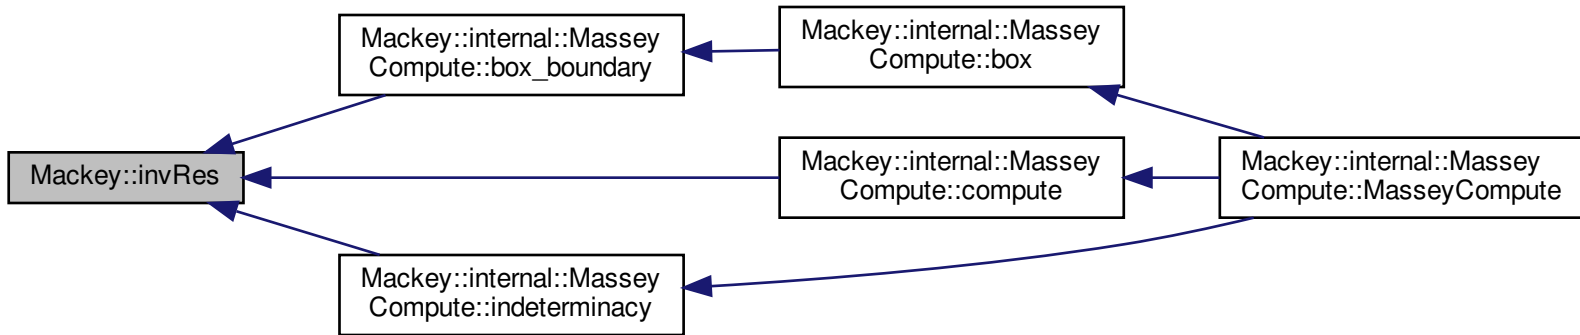 Mackey::invRes
Mackey::internal::Massey
Compute::box_boundary
Mackey::internal::Massey
Compute::box
Mackey::internal::Massey
Compute::compute
Mackey::internal::Massey
Compute::MasseyCompute
Mackey::internal::Massey
Compute::indeterminacy